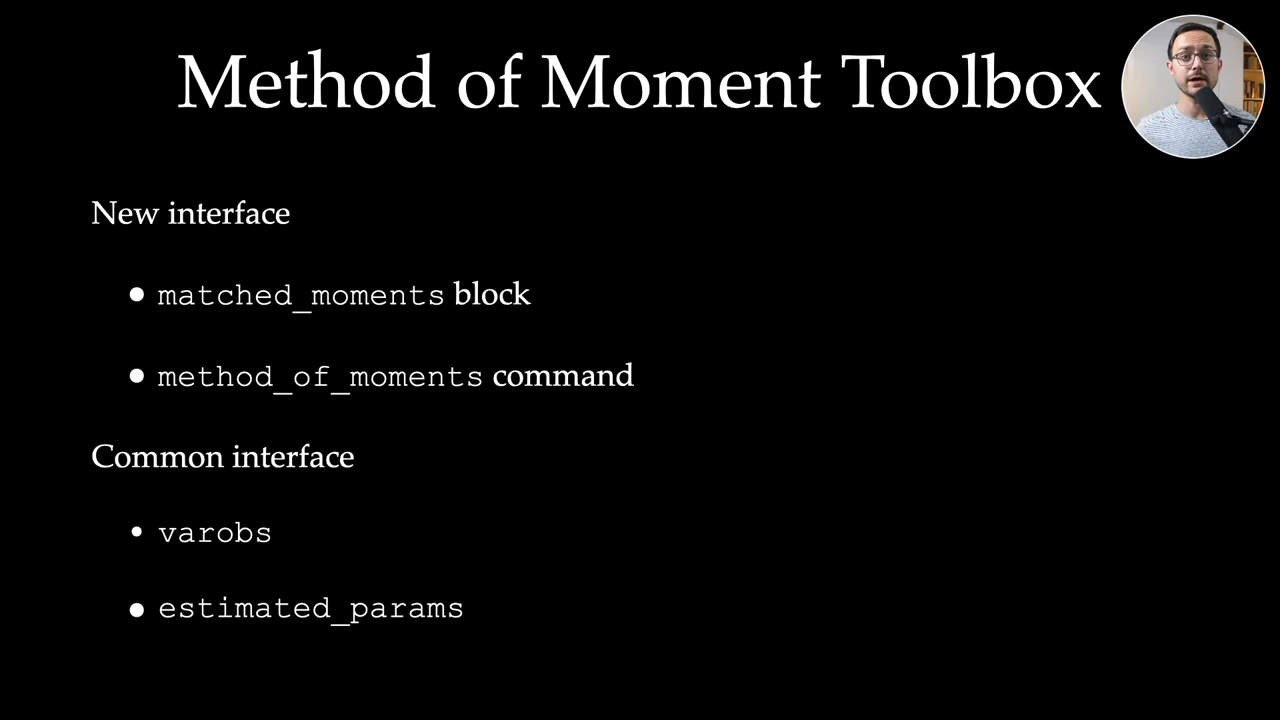 Method of Moment Toolbox
New interface
• matched_moments block
• method_of_moments command
Common interface
• varobs
• estimated_params